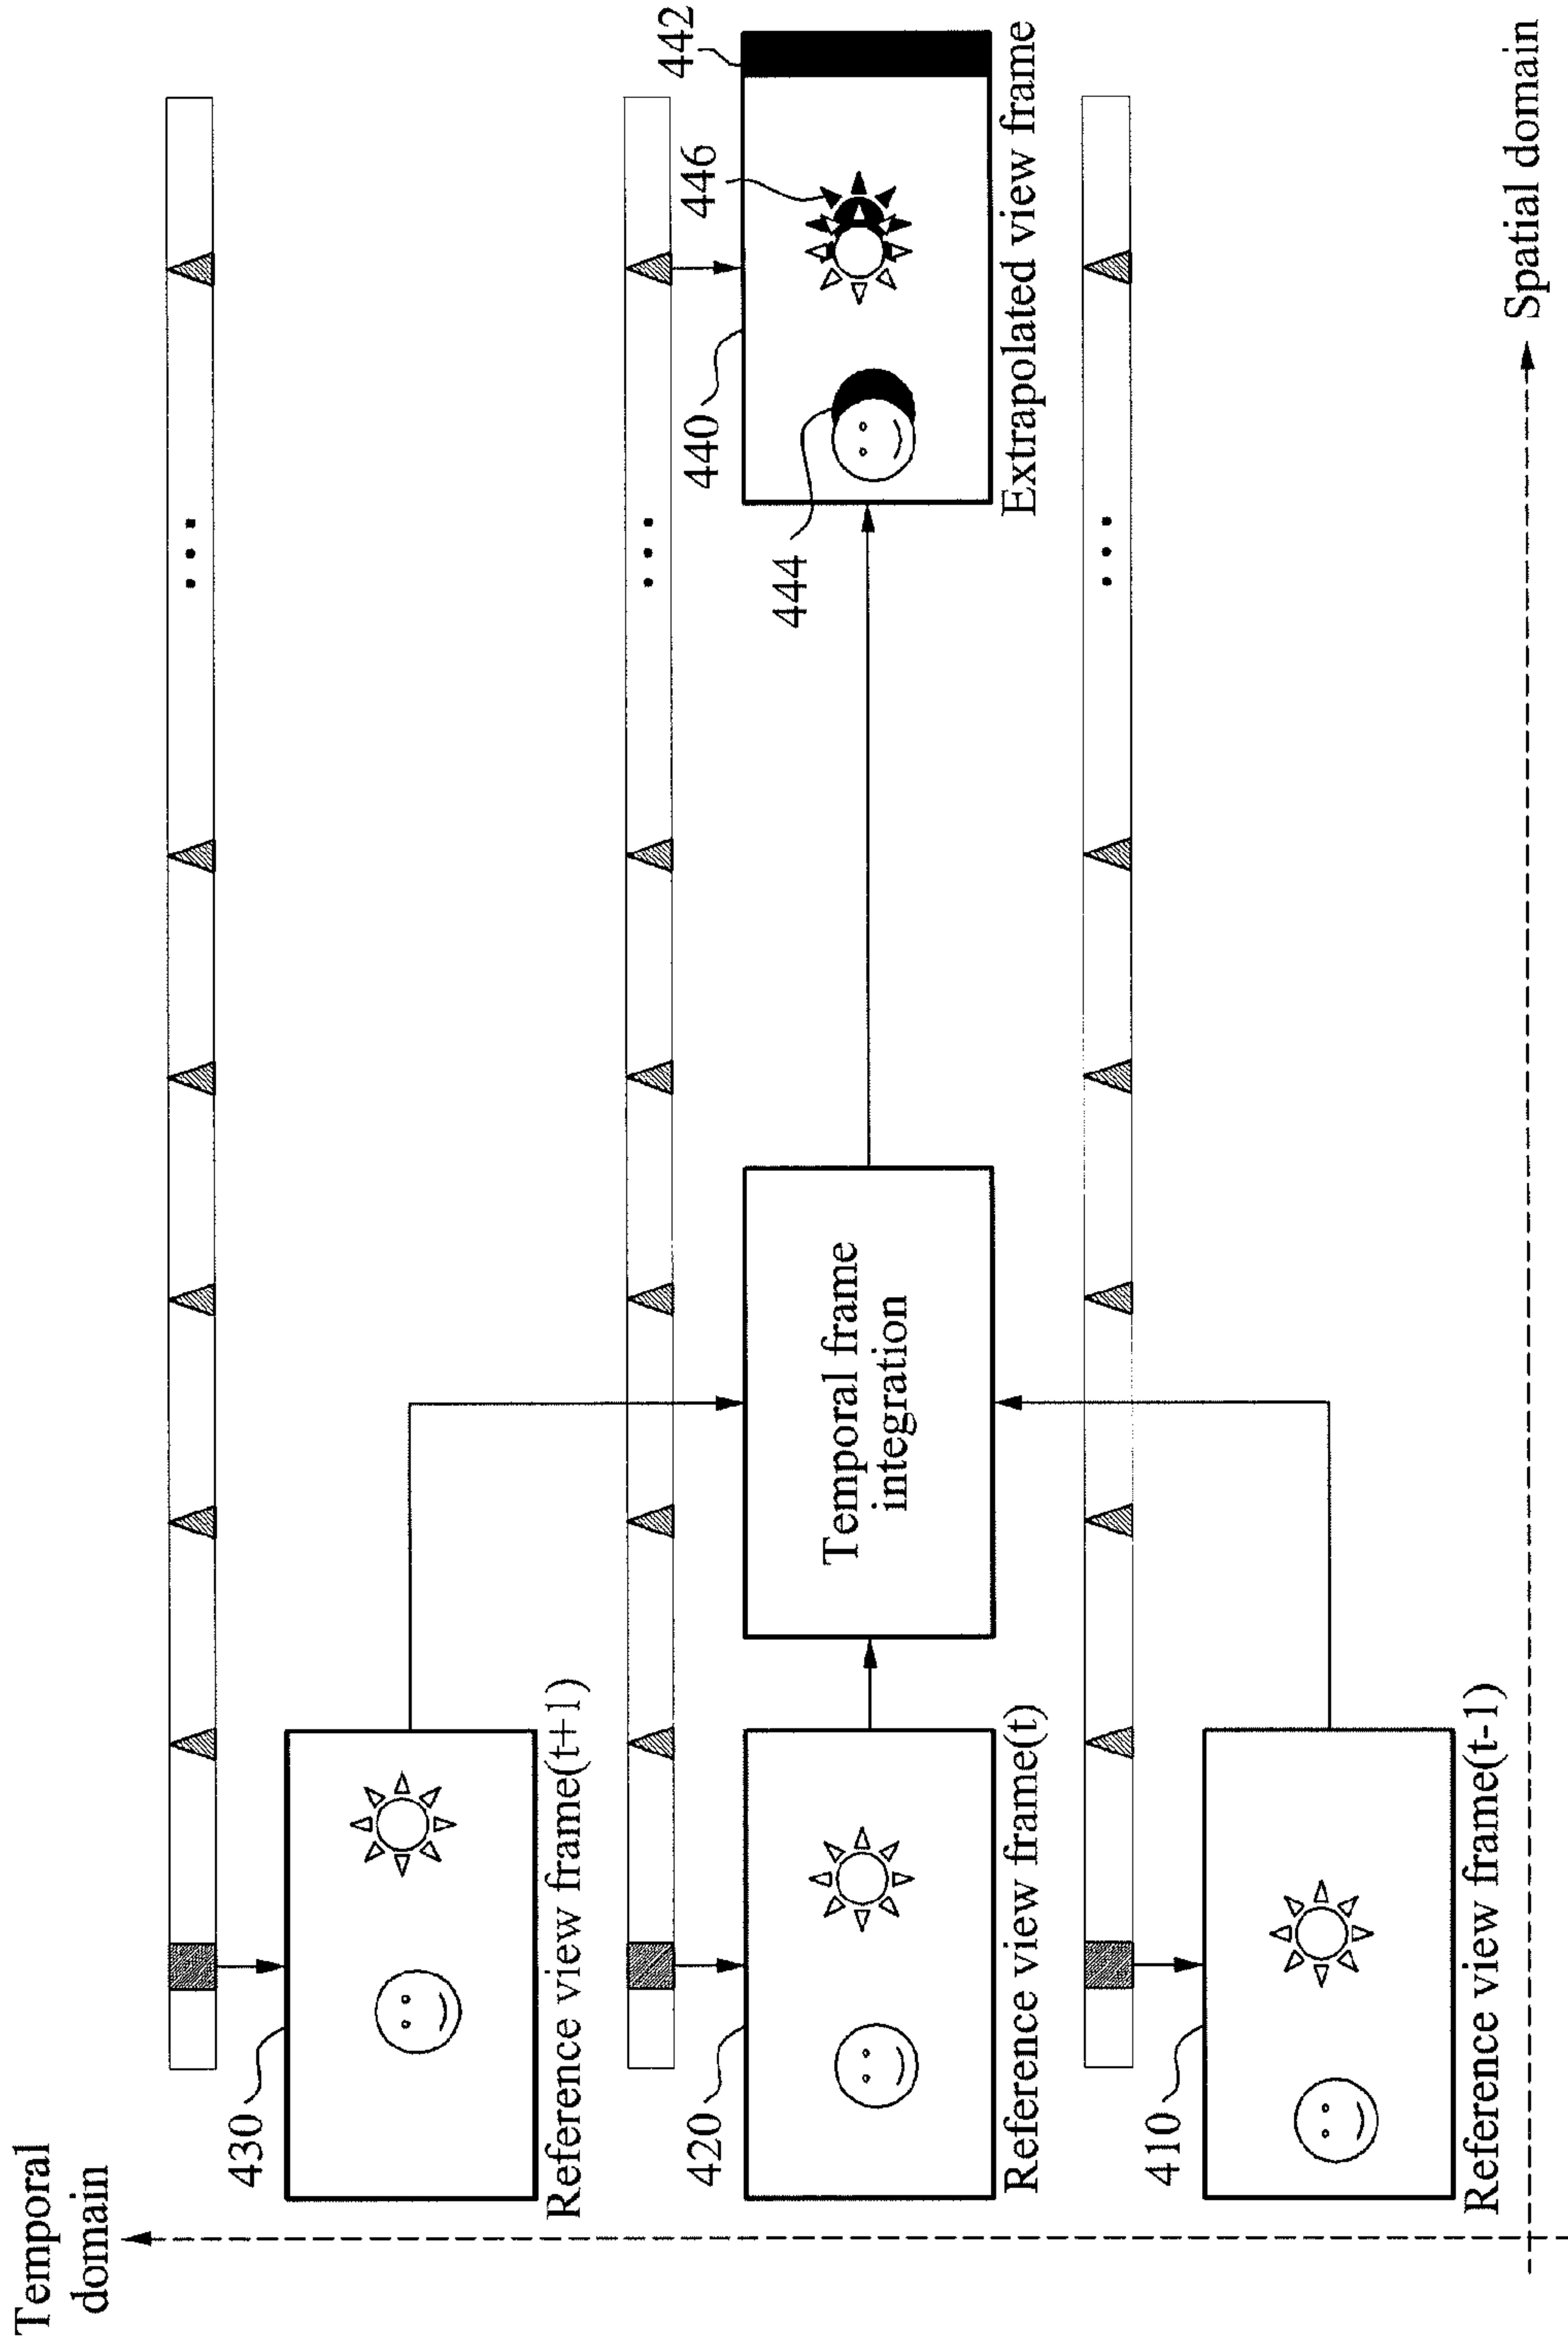 Temporal
domain
430
Reference view frame(t+1)
442
420
Reference view frame(t)
Temporal frame
integration
440
446
444
Extrapolated view frame
410
Reference view frame(t-1)
Spatial domain